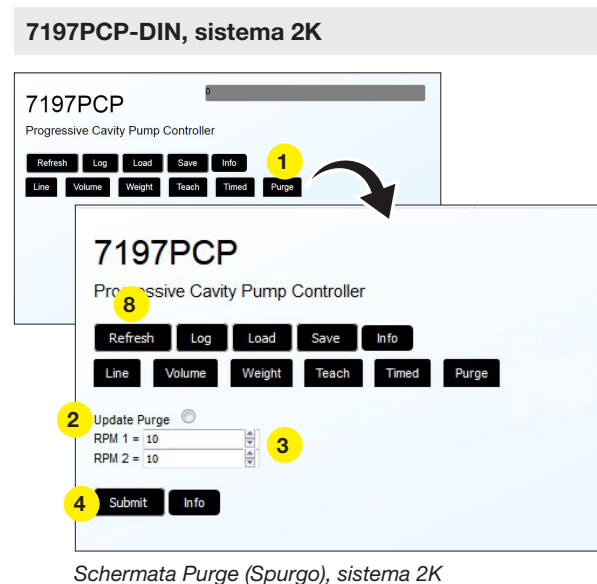 7197PCP-DIN, sistema 2K
0
7197PCP
Progressive Cavity Pump Controller
Refresh Log Load Save Info 1
Line Volume Weight Teach Timed Purge
7197PCP
Progressive Cavity Pump Controller
8
Refresh Log Load Save Info
Line Volume Weight Teach Timed Purge
2 Update Purge
RPM 1 = 10
3
RPM 2 = 10
4 Submit Info
Schermata Purge (Spurgo), sistema 2K